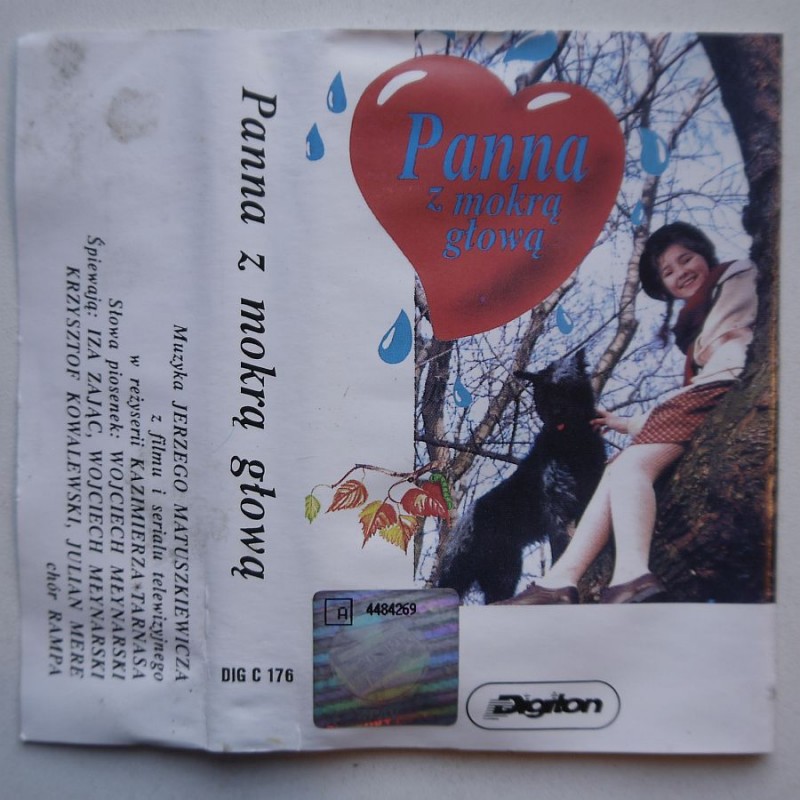 Panna
z mokrą
głową
Panna z mokrą głową
DIG C 176
Muzyka JERZEGO MATUSZKIEWICZA
z filmu i serialu telewizyjnego
w reżyserii KAZIMIERZA TARNASA
Słowa piosenek: WOJCIECH MŁYNARSKI
Śpiewają: IZA ZAJĄC, WOJCIECH MŁYNARSKI
KRZYSZTOF KOWALEWSKI, JULIAN MERE
chór RAMPA
A 4484269
Digiton